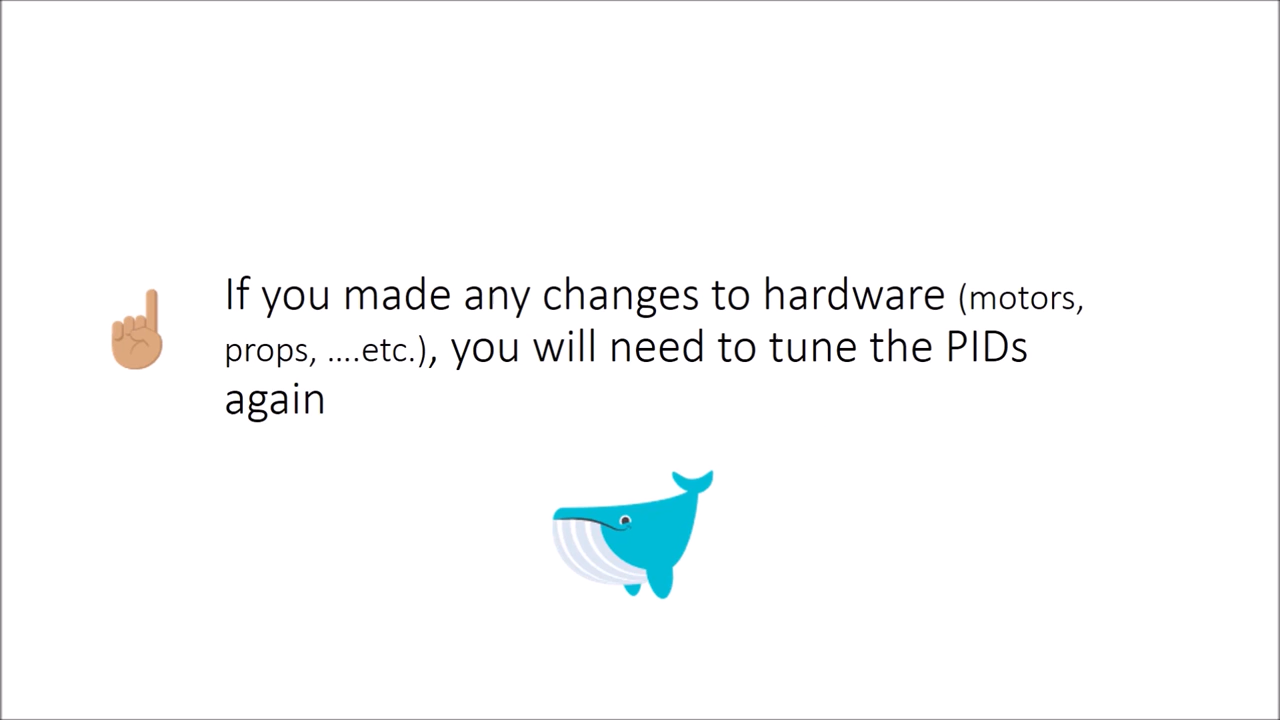 If you made any changes to hardware (motors,
props, ....etc.), you will need to tune the PIDs
again